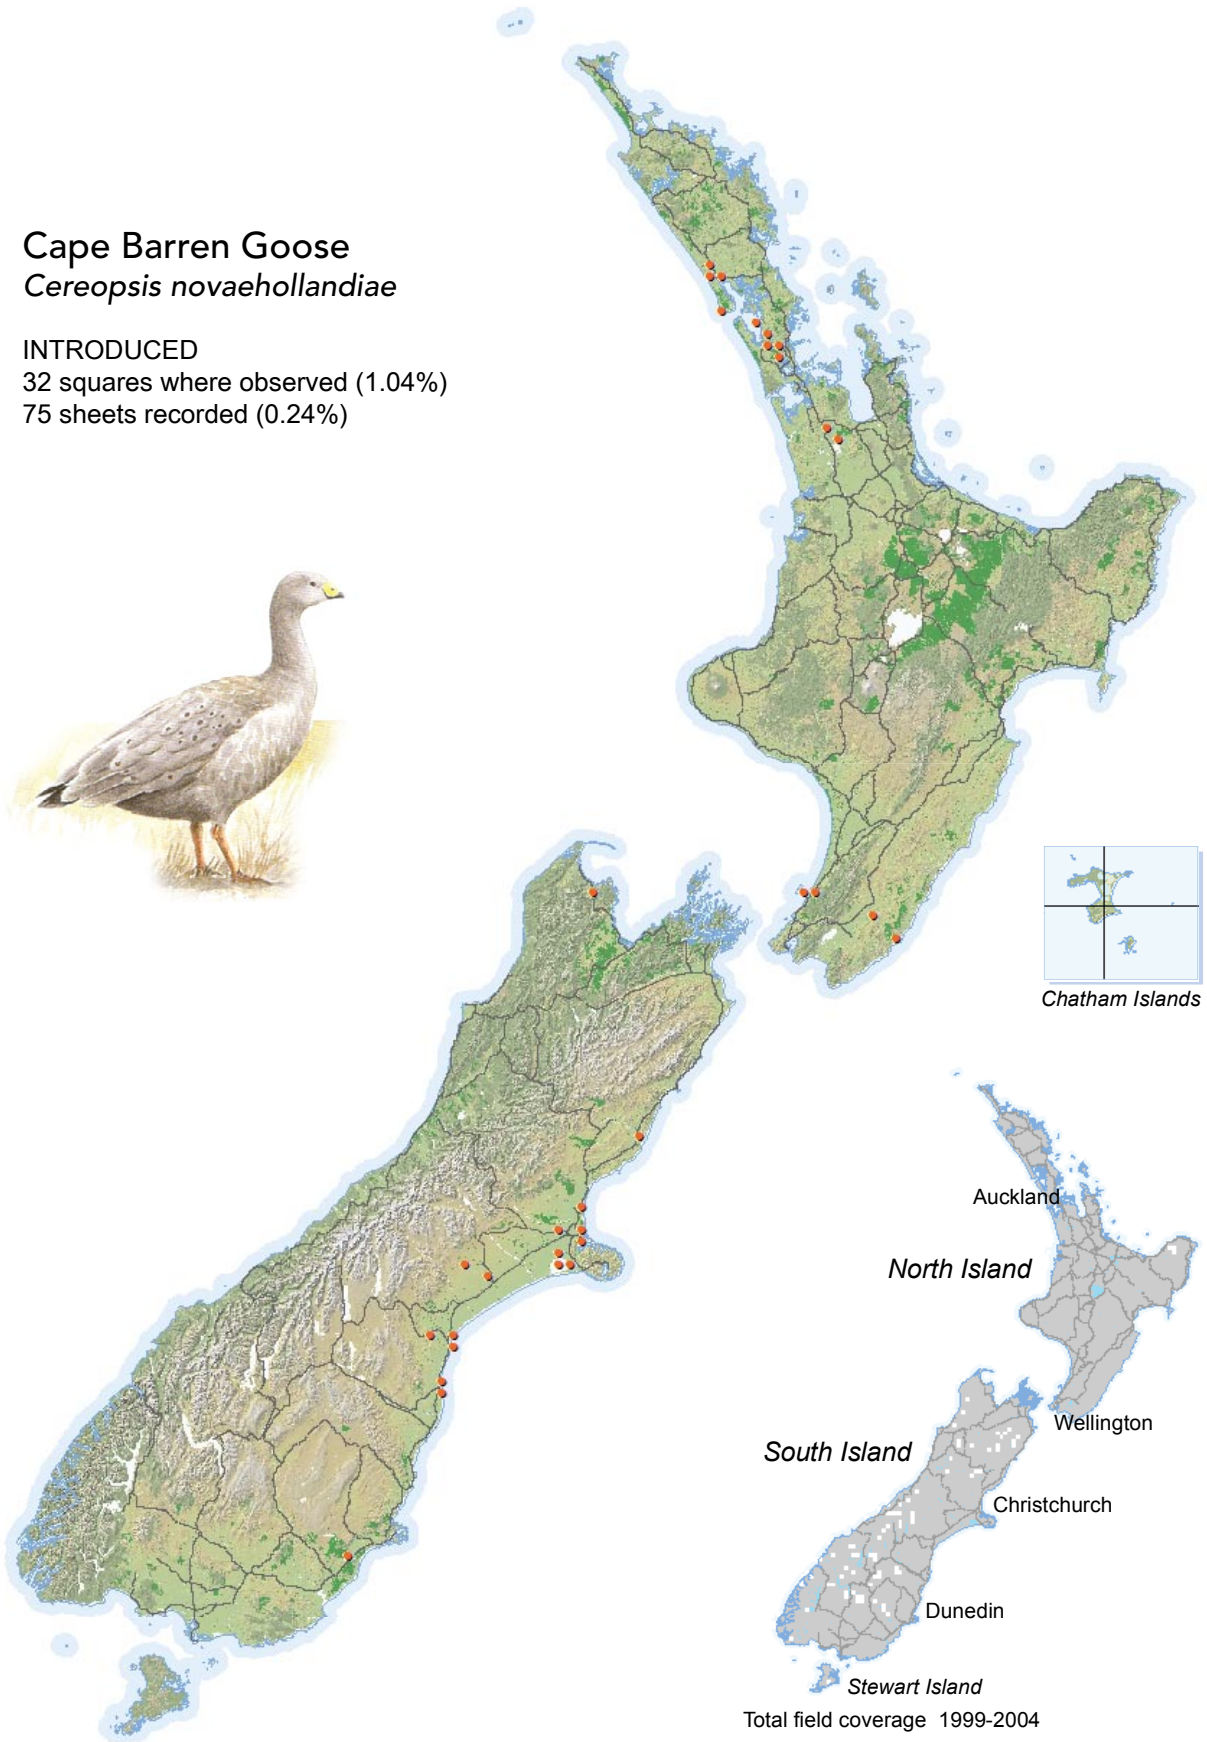 Cape Barren Goose
Cereopsis novaehollandiae
INTRODUCED
32 squares where observed (1.04%)
75 sheets recorded (0.24%)
Chatham Islands
Auckland
North Island
Wellington
South Island
Christchurch
Dunedin
Stewart Island
Total field coverage 1999-2004